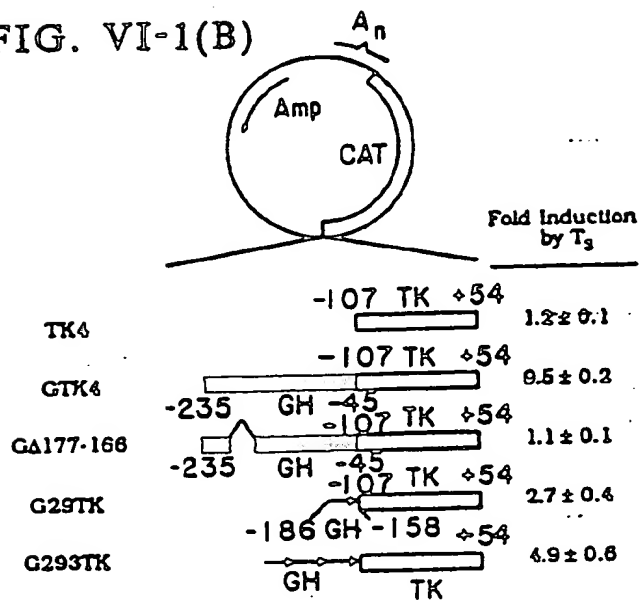 FIG. VI-1(B)
An
Amp
CAT
Fold Induction
by T3
TK4 -107 TK +54 1.2 ± 0.1
GTK4 -107 TK +54
-235 GH -45 ± 0.2
GΔ177-166 -107 TK +54 1.1 ± 0.1
-235 GH -45
G29TK -107 TK +54 2.7 ± 0.4
-186 GH -158
G293TK +54 4.9 ± 0.6
GH TK